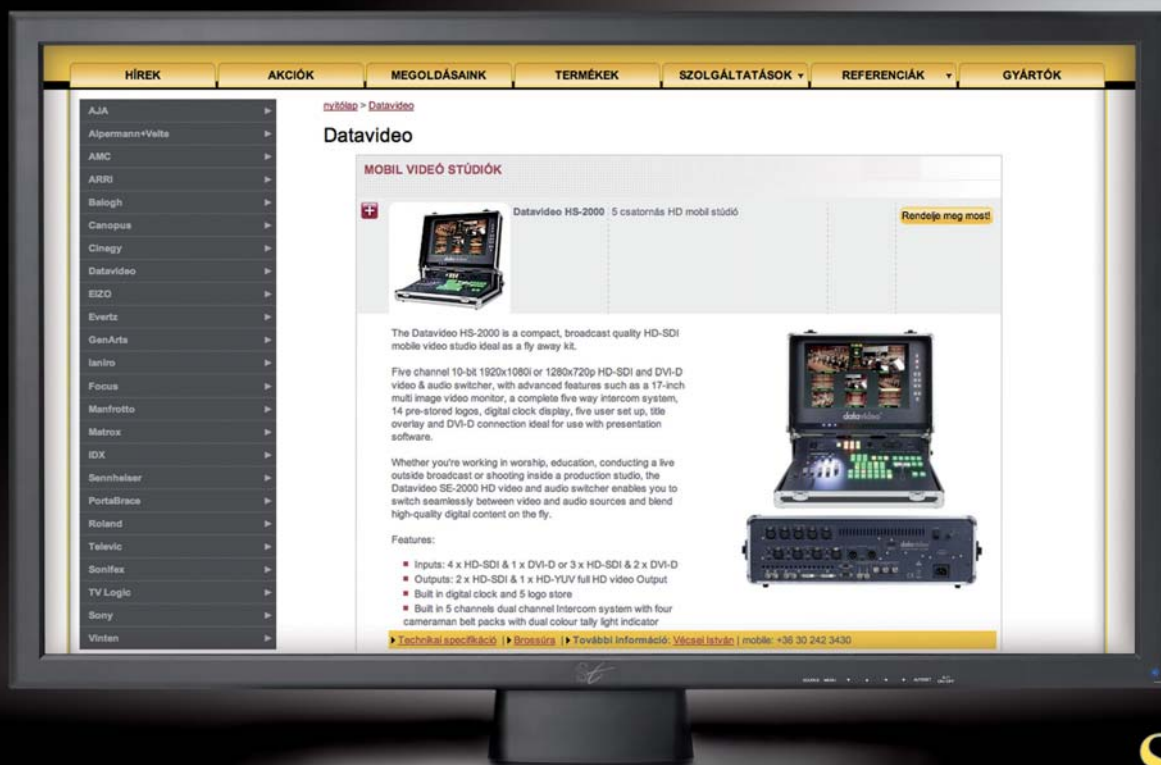 HÍREK
AKCIÓK
MEGOLDÁSAINK
TERMÉKEK
SZOLGÁLTATÁSOK
REFERENCIÁK
GYÁRTÓK
AJA
Alpermann+Velte
AMC
ARRI
Balogh
Canopus
Cinegy
Datavideo
EIZO
Evertz
GenArts
Ianiro
Focus
Manfrotto
Matrox
IDX
Sennheiser
PortaBrace
Roland
Televic
Sonifex
TV Logic
Sony
Vinten
nyitólap > Datavideo
Datavideo
MOBIL VIDEÓ STÚDIÓK
Datavideo HS-2000 5 csatornás HD mobil stúdió
Rendelje meg most!
The Datavideo HS-2000 is a compact, broadcast quality HD-SDI
mobile video studio ideal as a fly away kit.
Five channel 10-bit 1920x1080i or 1280x720p HD-SDI and DVI-D
video & audio switcher, with advanced features such as a 17-inch
multi image video monitor, a complete five way intercom system,
14 pre-stored logos, digital clock display, five user set up, title
overlay and DVI-D connection ideal for use with presentation
software.
Whether you're working in worship, education, conducting a live
outside broadcast or shooting inside a production studio, the
Datavideo SE-2000 HD video and audio switcher enables you to
switch seamlessly between video and audio sources and blend
high-quality digital content on the fly.
Features:
Inputs: 4 x HD-SDI & 1 x DVI-D or 3 x HD-SDI & 2 x DVI-D
Outputs: 2 x HD-SDI & 1 x HD-YUV full HD video Output
Built in digital clock and 5 logo store
Built in 5 channels dual channel Intercom system with four
cameraman belt packs with dual colour tally light indicator
datavideo
Technikai specifikáció | Brossúra | További információ: Vécsei István | mobile: +36 30 242 3430
st
MENU